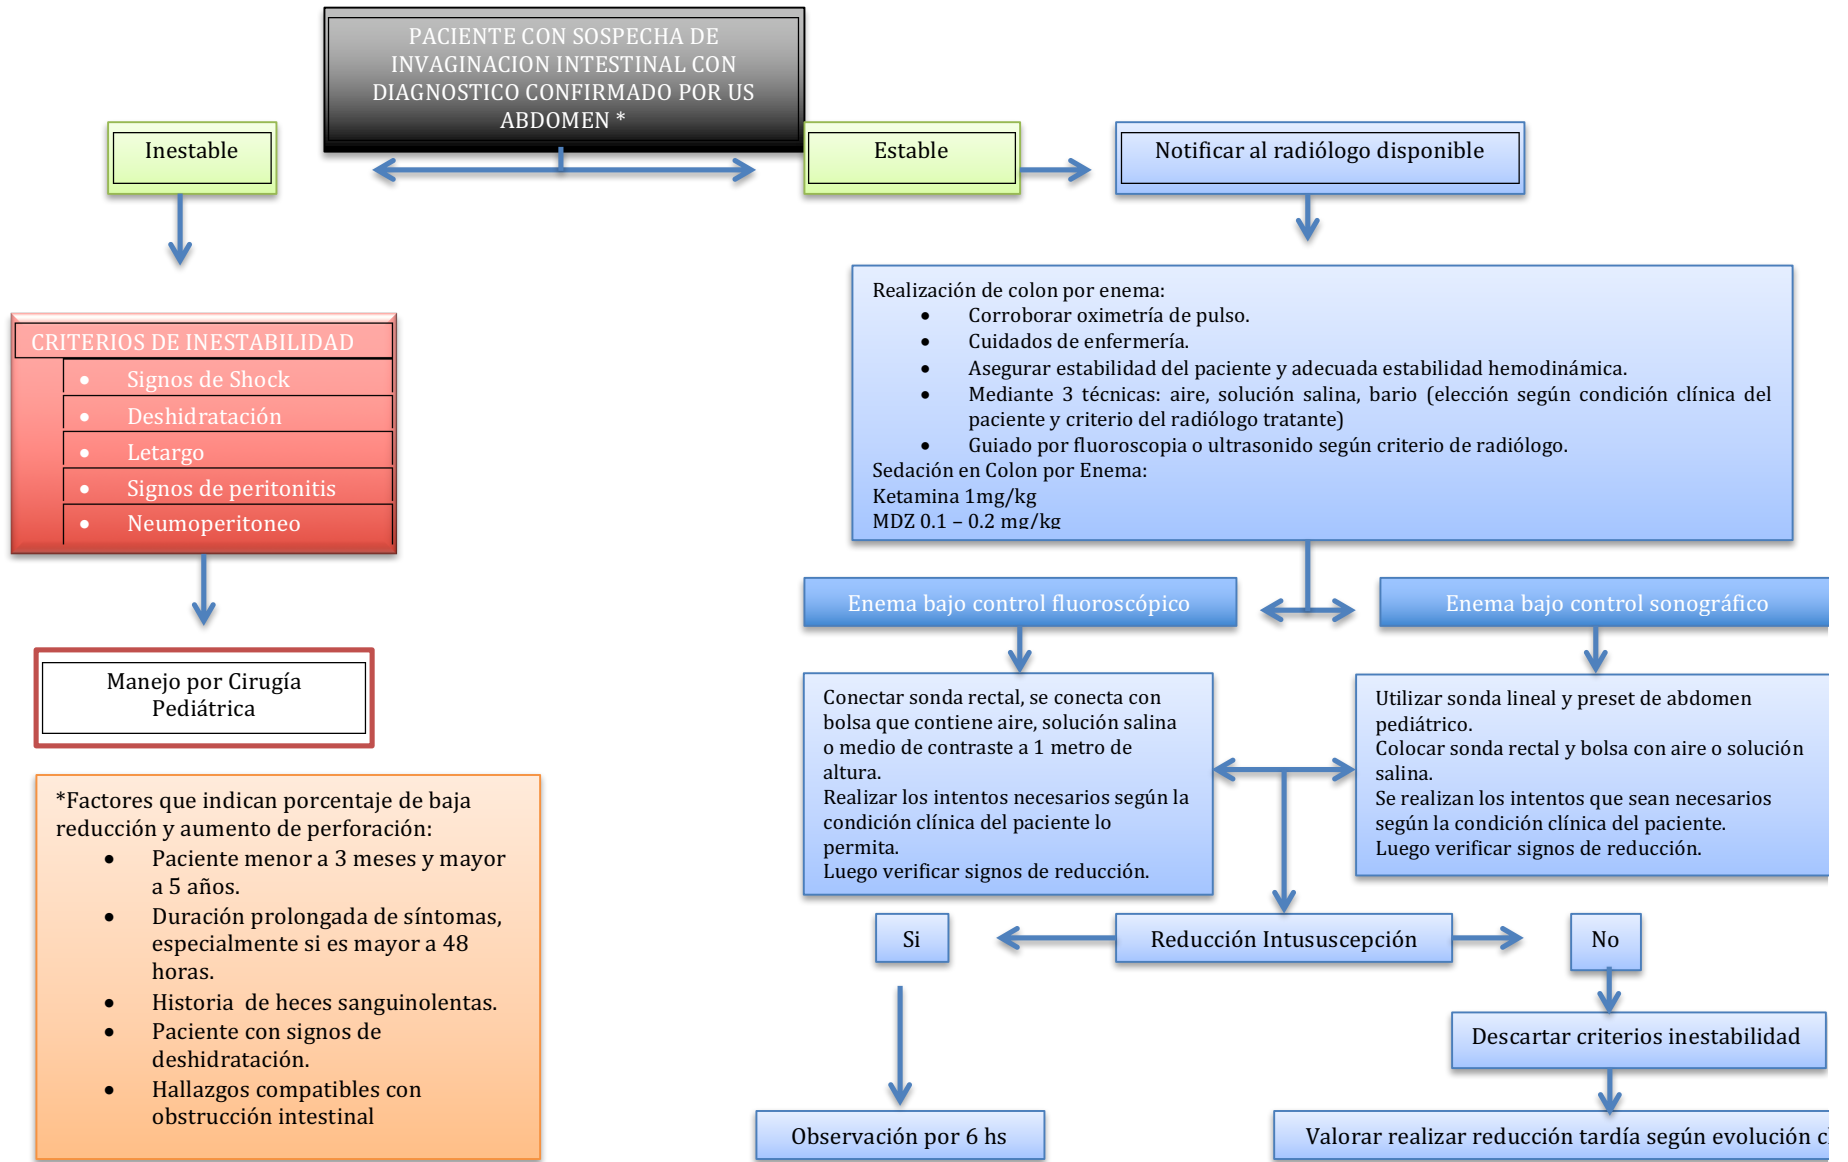 PACIENTE CON SOSPECHA DE
INVAGINACION INTESTINAL CON
DIAGNOSTICO CONFIRMADO POR US
ABDOMEN *
Inestable
Estable
Notificar al radiólogo disponible
CRITERIOS DE INESTABILIDAD
• Signos de Shock
• Deshidratación
• Letargo
• Signos de peritonitis
• Neumoperitoneo
Manejo por Cirugía
Pediátrica
*Factores que indican porcentaje de baja
reducción y aumento de perforación:
• Paciente menor a 3 meses y mayor
a 5 años.
• Duración prolongada de síntomas,
especialmente si es mayor a 48
horas.
• Historia de heces sanguinolentas.
• Paciente con signos de
deshidratación.
• Hallazgos compatibles con
obstrucción intestinal
Realización de colon por enema:
• Corroborar oximetría de pulso.
• Cuidados de enfermería.
• Asegurar estabilidad del paciente y adecuada estabilidad hemodinámica.
• Mediante 3 técnicas: aire, solución salina, bario (elección según condición clínica del
paciente y criterio del radiólogo tratante)
• Guiado por fluoroscopia o ultrasonido según criterio de radiólogo.
Sedación en Colon por Enema:
Ketamina 1mg/kg
MDZ 0.1 – 0.2 mg/kg
Enema bajo control fluoroscópico
Enema bajo control sonográfico
Conectar sonda rectal, se conecta con
bolsa que contiene aire, solución salina
o medio de contraste a 1 metro de
altura.
Realizar los intentos necesarios según la
condición clínica del paciente lo
permita.
Luego verificar signos de reducción.
Utilizar sonda lineal y preset de abdomen
pediátrico.
Colocar sonda rectal y bolsa con aire o solución
salina.
Se realizan los intentos que sean necesarios
según la condición clínica del paciente.
Luego verificar signos de reducción.
Si
Reducción Intususcepción
No
Descartar criterios inestabilidad
Observación por 6 hs
Valorar realizar reducción tardía según evolución